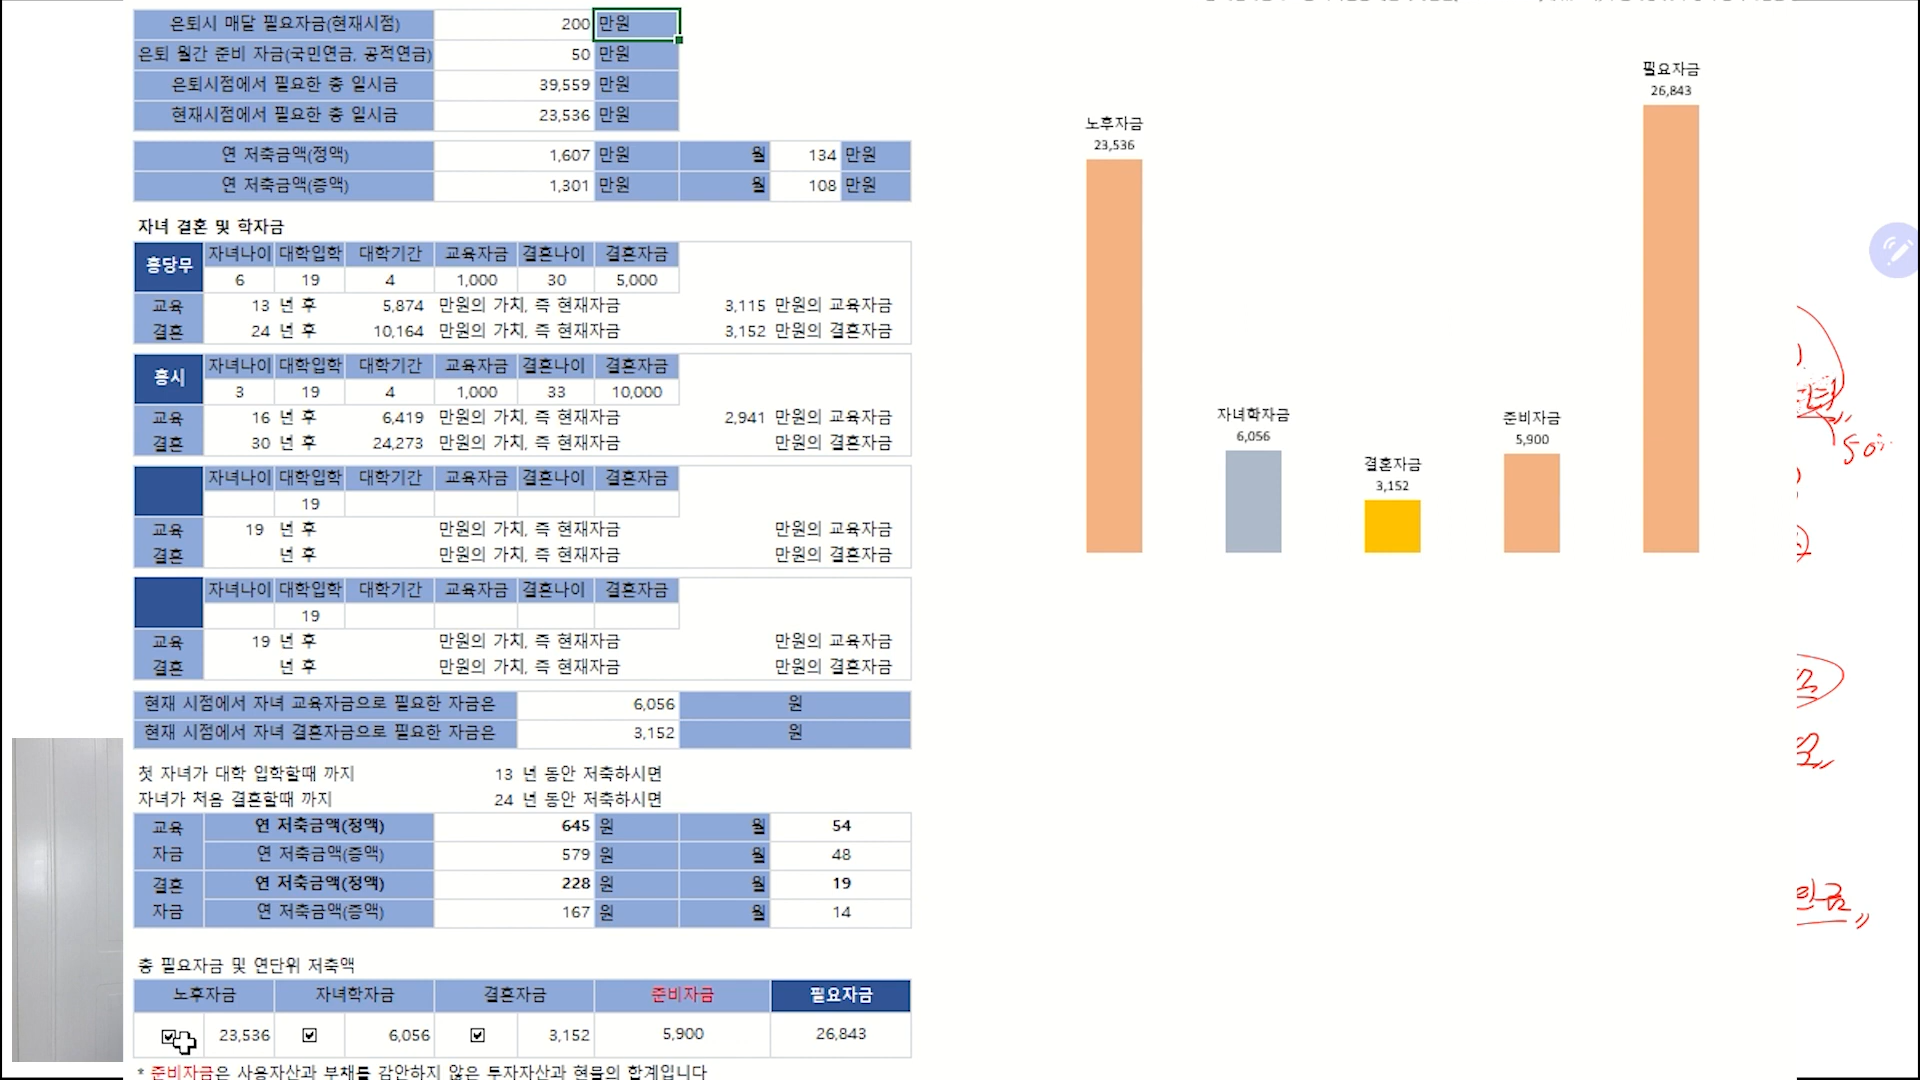 은퇴시 매달 필요자금(현재시점) 200 만원
은퇴 월간 준비 자금(국민연금, 공적연금) 50 만원
은퇴시점에서 필요한 총 일시금 39,559 만원
현재시점에서 필요한 총 일시금 23,536 만원
연 저축금액(정액) 1,607 만원 월 134 만원
연 저축금액(증액) 1,301 만원 월 108 만원
자녀 결혼 및 학자금
홍당무 자녀나이 대학입학 대학기간 교육자금 결혼나이 결혼자금
6 19 4 1,000 30 5,000
교육 13 년 후 5,874 만원의 가치, 즉 현재자금 3,115 만원의 교육자금
결혼 24 년 후 10,164 만원의 가치, 즉 현재자금 3,152 만원의 결혼자금
홍시 자녀나이 대학입학 대학기간 교육자금 결혼나이 결혼자금
3 19 4 1,000 33 10,000
교육 16 년 후 6,419 만원의 가치, 즉 현재자금 2,941 만원의 교육자금
결혼 30 년 후 24,273 만원의 가치, 즉 현재자금 만원의 결혼자금
자녀나이 대학입학 대학기간 교육자금 결혼나이 결혼자금
19
교육 19 년 후 만원의 가치, 즉 현재자금 만원의 교육자금
결혼 년 후 만원의 가치, 즉 현재자금 만원의 결혼자금
자녀나이 대학입학 대학기간 교육자금 결혼나이 결혼자금
19
교육 19 년 후 만원의 가치, 즉 현재자금 만원의 교육자금
결혼 년 후 만원의 가치, 즉 현재자금 만원의 결혼자금
현재 시점에서 자녀 교육자금으로 필요한 자금은 6,056 원
현재 시점에서 자녀 결혼자금으로 필요한 자금은 3,152 원
첫 자녀가 대학 입학할때 까지 13 년 동안 저축하시면
자녀가 처음 결혼할때 까지 24 년 동안 저축하시면
교육 연 저축금액(정액) 645 원 월 54
자금 연 저축금액(증액) 579 원 월 48
결혼 연 저축금액(정액) 228 원 월 19
자금 연 저축금액(증액) 167 원 월 14
총 필요자금 및 연단위 저축액
노후자금 자녀학자금 결혼자금 준비자금 필요자금
23,536 6,056 3,152 5,900 26,843
* 준비자금은 사용자산과 부채를 감안하지 않은 투자자산과 현물의 합계입니다
노후자금
23,536
자녀학자금
6,056
결혼자금
3,152
준비자금
5,900
필요자금
26,843